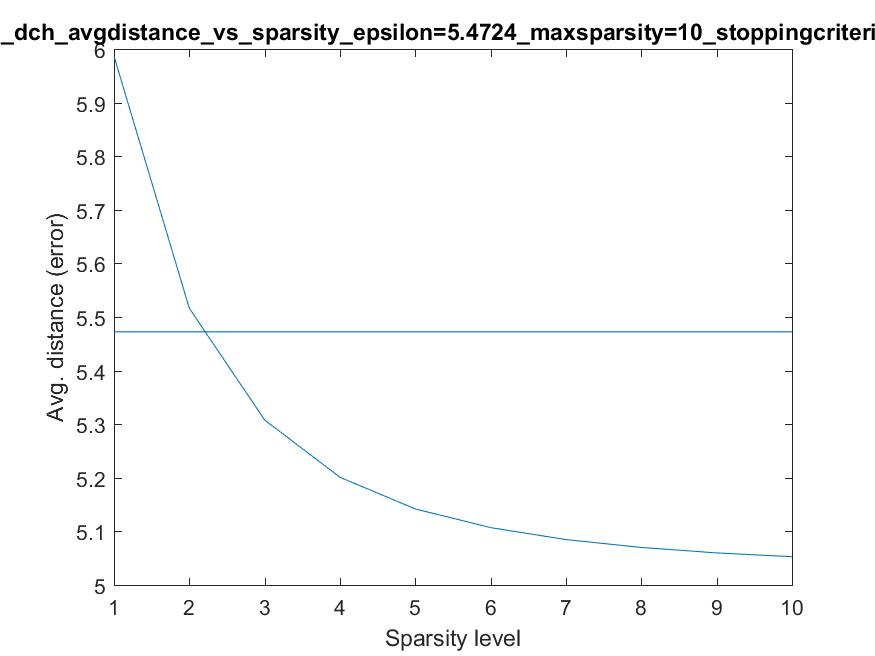 _dch_avgdistance_vs_sparsity_epsilon=5.4724_maxsparsity=10_stoppingcriteri
6
5.9
5.8
5.7
5.6
5.5
5.4
5.3
5.2
5.1
5
Avg. distance (error)
1 2 3 4 5 6 7 8 9 10
Sparsity level